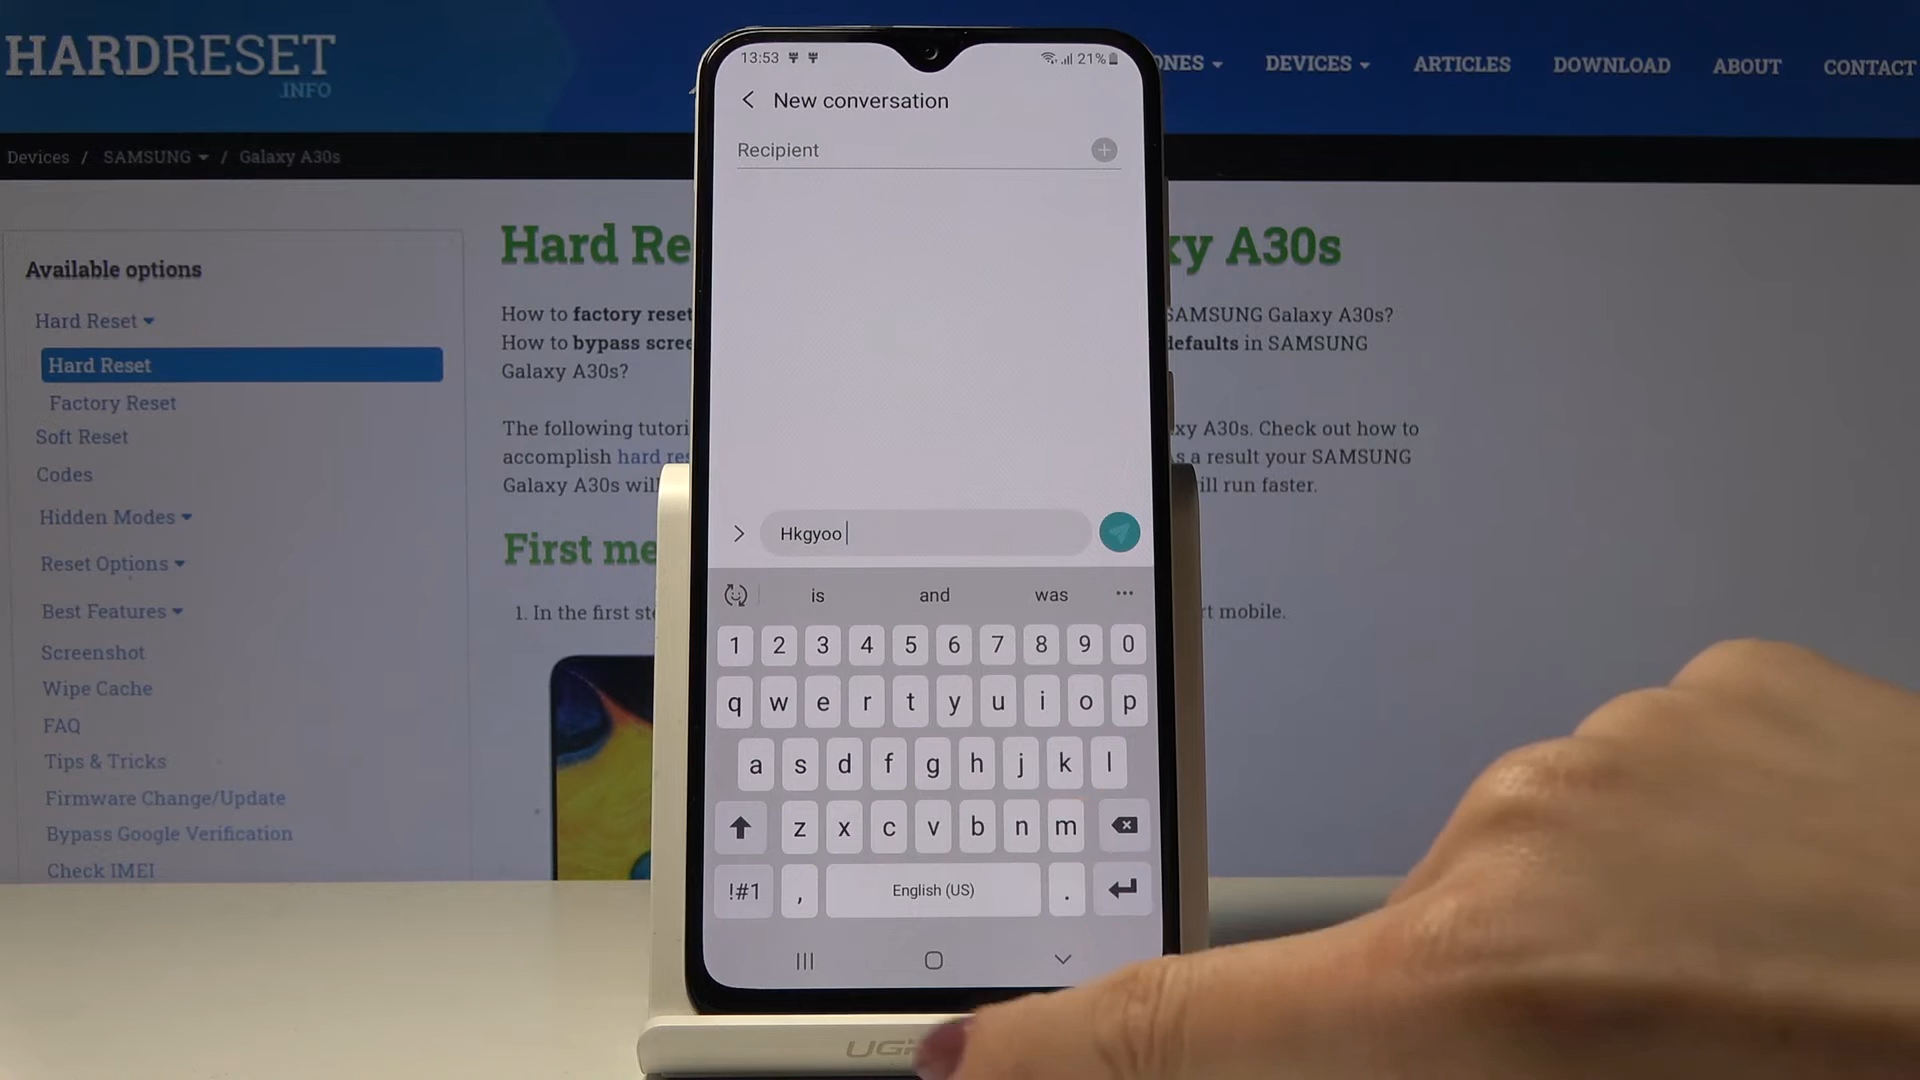 HARDRESET
.INFO
ONES DEVICES ARTICLES DOWNLOAD ABOUT CONTACT
Devices / SAMSUNG / Galaxy A30s
Available options
Hard Reset
Hard Reset
Factory Reset
Soft Reset
Codes
Hidden Modes
Reset Options
Best Features
Screenshot
Wipe Cache
FAQ
Tips & Tricks
Firmware Change/Update
Bypass Google Verification
Check IMEI
Hard Re xy A30s
How to factory reset SAMSUNG Galaxy A30s?
How to bypass scree defaults in SAMSUNG
Galaxy A30s?
The following tutori xy A30s. Check out how to
accomplish hard res s a result your SAMSUNG
Galaxy A30s will ill run faster.
First me
1. In the first ste rt mobile.
13:53 21%
New conversation
Recipient
Hkgyoo
is and was ...
1 2 3 4 5 6 7 8 9 0
q w e r t y u i o p
a s d f g h j k l
z x c v b n m
!#1 , English (US) .
UG